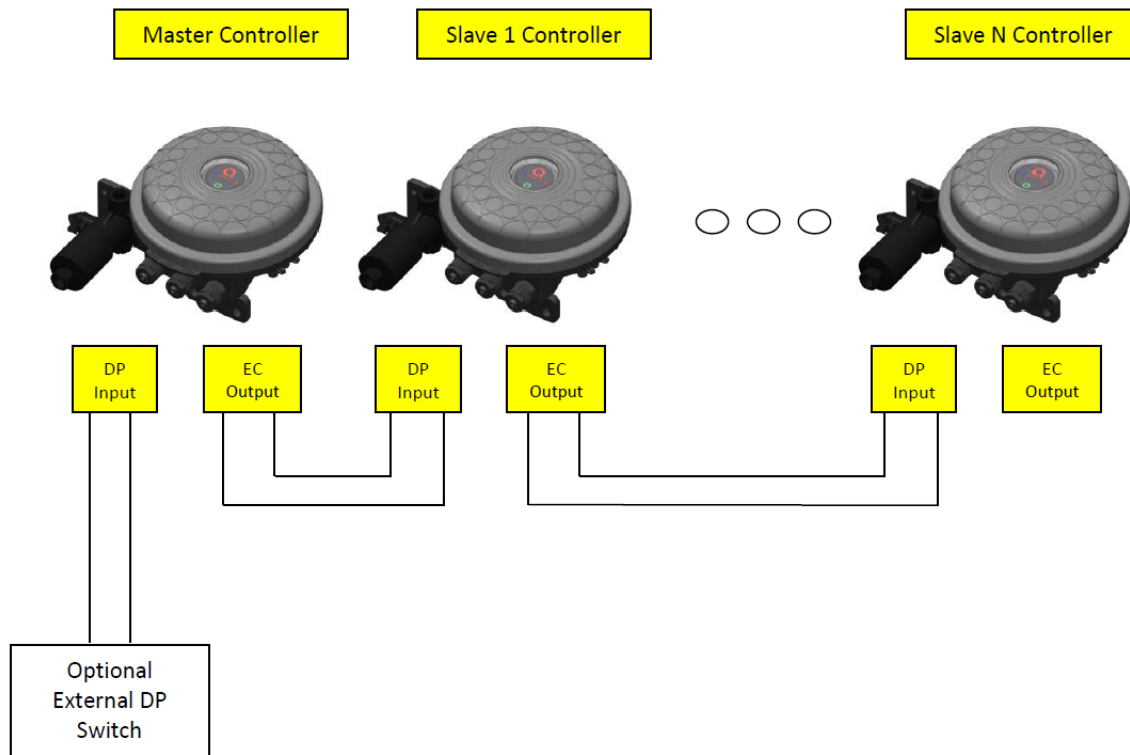 Master Controller
Slave 1 Controller
Slave N Controller
DP
Input
EC
Output
DP
Input
EC
Output
DP
Input
EC
Output
Optional
External DP
Switch